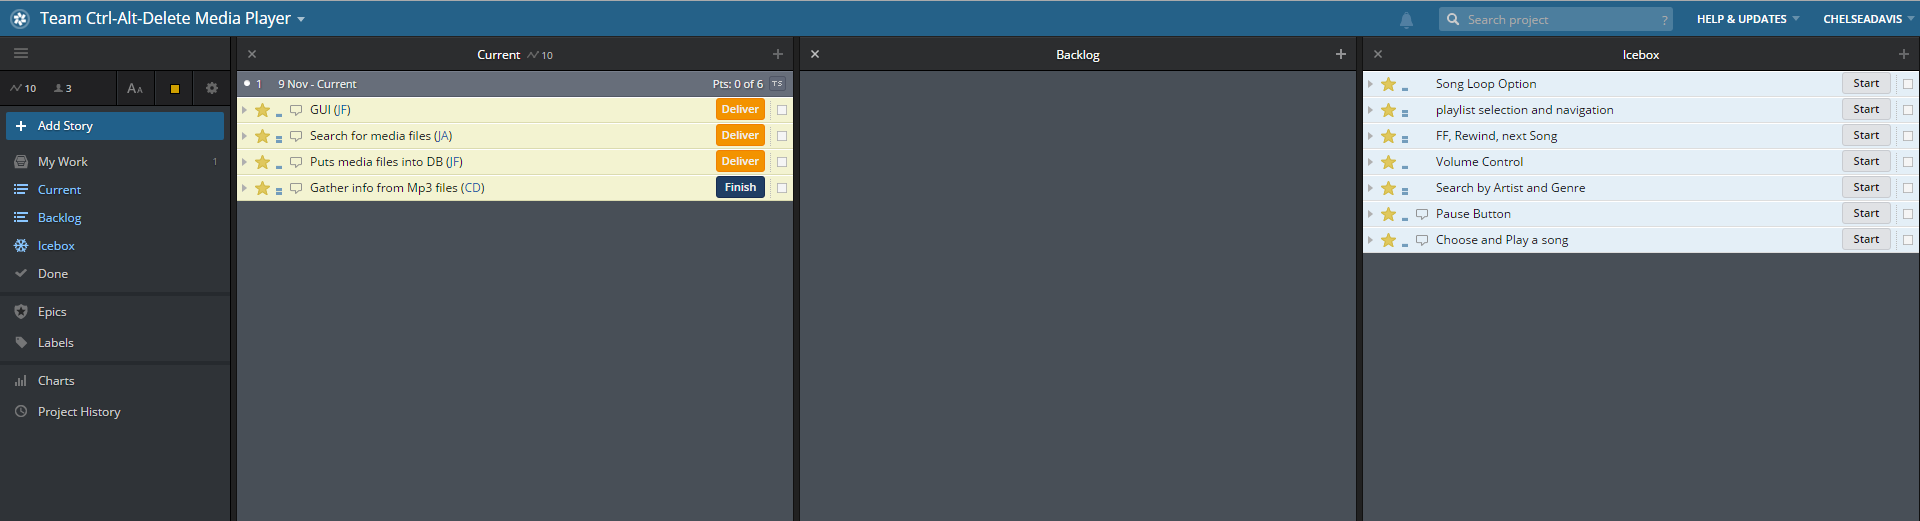 Team Ctrl-Alt-Delete Media Player
Search project ?
HELP & UPDATES
CHELSEADAVIS
10 3 AA
+ Add Story
My Work 1
Current
Backlog
Icebox
Done
Epics
Labels
Charts
Project History
× Current 10 +
1 9 Nov - Current Pts: 0 of 6 TS
GUI (JF) Deliver
Search for media files (JA) Deliver
Puts media files into DB (JF) Deliver
Gather info from Mp3 files (CD) Finish
× Backlog +
× Icebox +
Song Loop Option Start
playlist selection and navigation Start
FF, Rewind, next Song Start
Volume Control Start
Search by Artist and Genre Start
Pause Button Start
Choose and Play a song Start